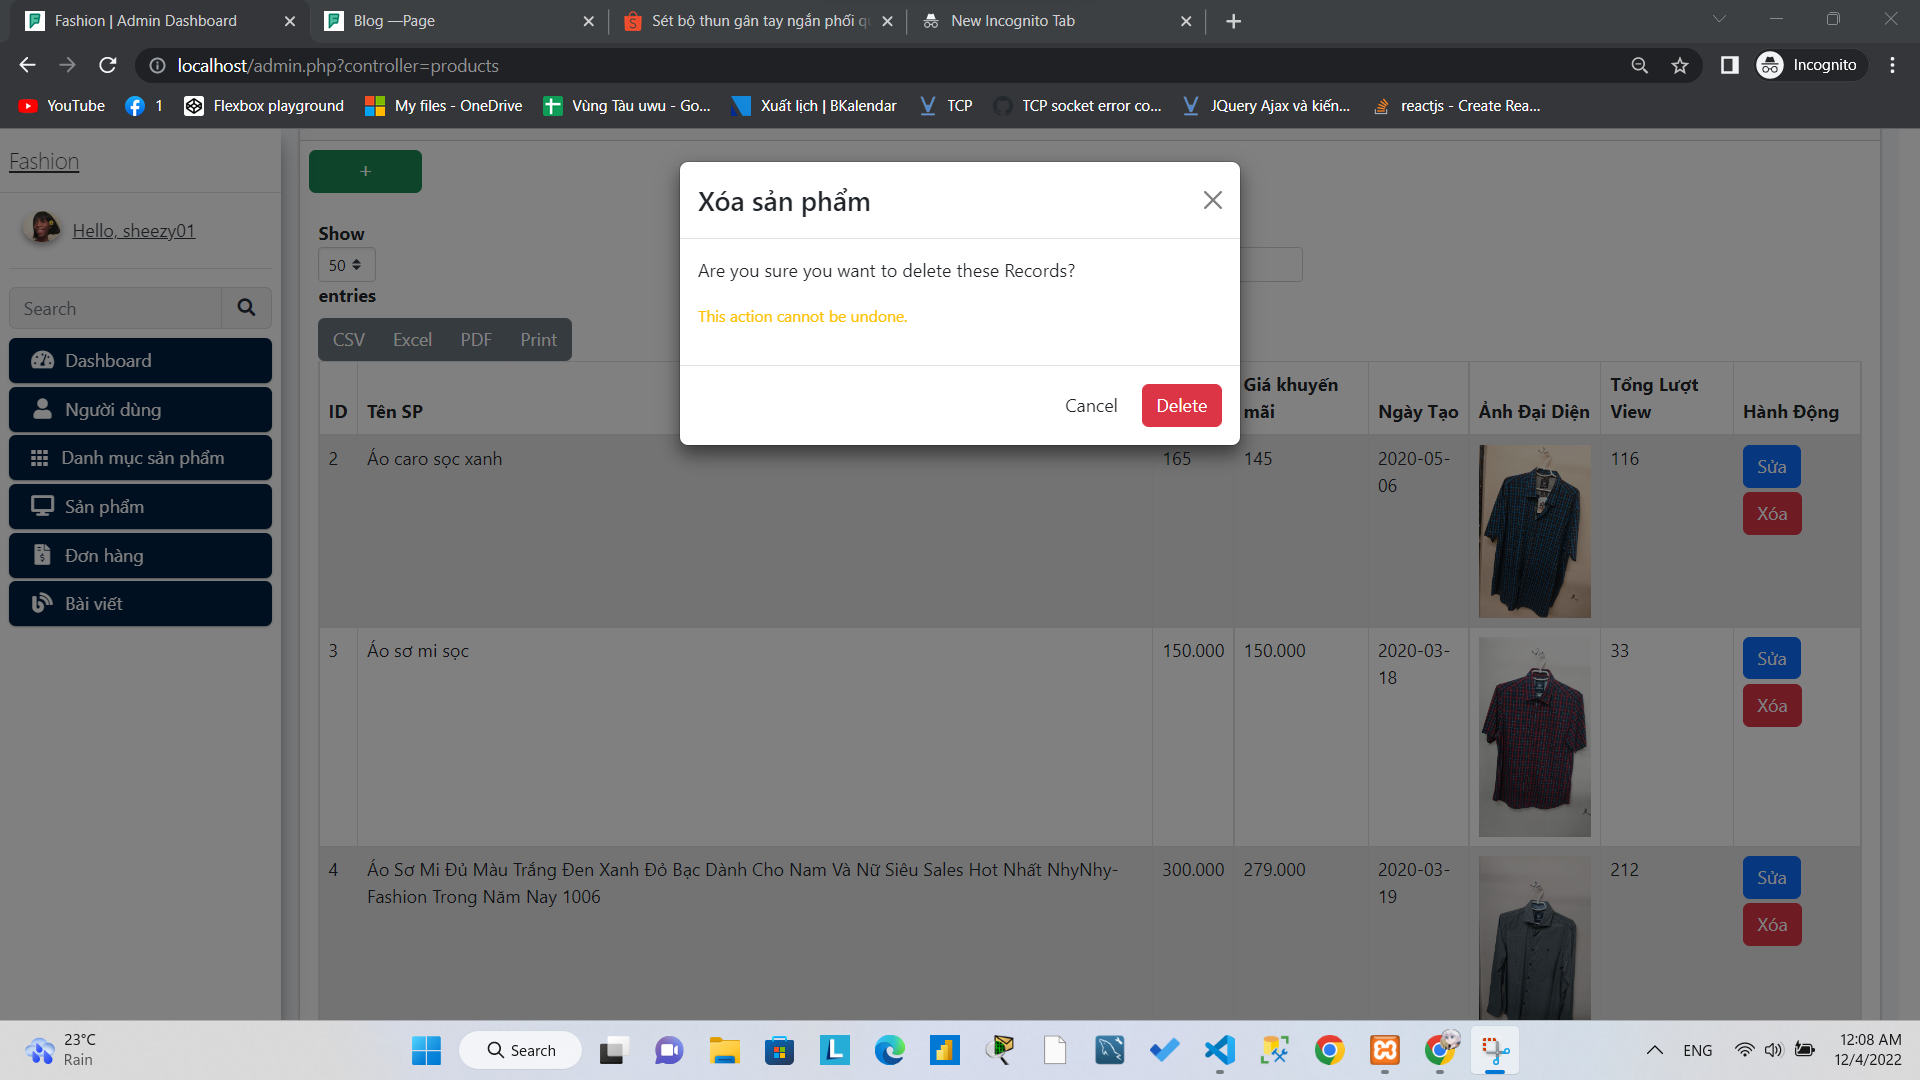 Fashion | Admin Dashboard
Blog —Page
Sét bộ thun gân tay ngắn phối qu
New Incognito Tab
localhost/admin.php?controller=products
Incognito
YouTube
1
Flexbox playground
My files - OneDrive
Vùng Tàu uwu - Go...
Xuất lịch | BKalendar
TCP
TCP socket error co...
JQuery Ajax và kiến...
reactjs - Create Rea...
Fashion
Hello, sheezy01
Search
Dashboard
Người dùng
Danh mục sản phẩm
Sản phẩm
Đơn hàng
Bài viết
+
Show
50
entries
CSV Excel PDF Print
Xóa sản phẩm
Are you sure you want to delete these Records?
This action cannot be undone.
Cancel Delete
ID Tên SP Giá khuyến mãi Ngày Tạo Ảnh Đại Diện Tổng Lượt View Hành Động
2 Áo caro sọc xanh 165 145 2020-05-
06
116
Sửa
Xóa
3 Áo sơ mi sọc 150.000 150.000 2020-03-
18
33
Sửa
Xóa
4 Áo Sơ Mi Đủ Màu Trắng Đen Xanh Đỏ Bạc Dành Cho Nam Và Nữ Siêu Sales Hot Nhất NhyNhy-
Fashion Trong Năm Nay 1006
300.000 279.000 2020-03-
19
212
Sửa
Xóa
23°C
Rain
Search
ENG
12:08 AM
12/4/2022